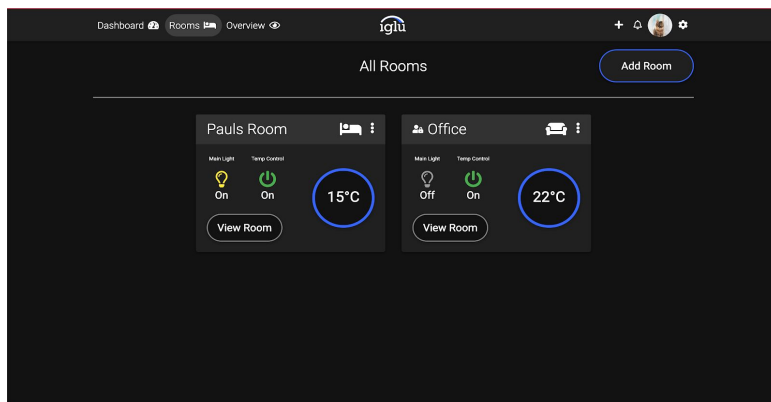 Dashboard Rooms Overview iglu
All Rooms
Add Room
Pauls Room
Main Light Temp Control
On On
15°C
View Room
Office
Main Light Temp Control
Off On
22°C
View Room